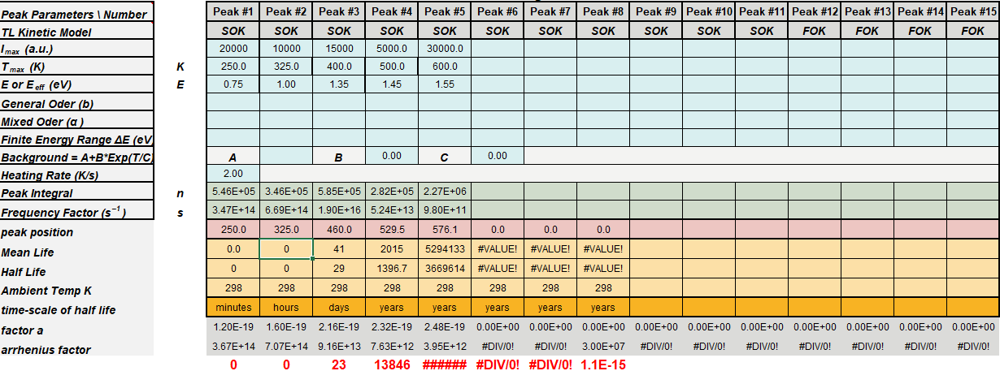 Peak Parameters \ Number Peak #1 Peak #2 Peak #3 Peak #4 Peak #5 Peak #6 Peak #7 Peak #8 Peak #9 Peak #10 Peak #11 Peak #12 Peak #13 Peak #14 Peak #15
TL Kinetic Model SOK SOK SOK SOK SOK SOK SOK SOK SOK SOK SOK FOK FOK FOK FOK
Imax (a.u.) 20000 10000 15000 5000.0 30000.0
Tmax (K) K 250.0 325.0 400.0 500.0 600.0
E or Eeff (eV) E 0.75 1.00 1.35 1.45 1.55
General Oder (b)
Mixed Oder (α )
Finite Energy Range ΔE (eV
Background = A+B*Exp(T/C) A B 0.00 C 0.00
Heating Rate (K/s) 2.00
Peak Integral n 5.46E+05 3.46E+05 5.85E+05 2.82E+05 2.27E+06
Frequency Factor (s⁻¹ ) s 3.47E+14 6.69E+14 1.90E+16 5.24E+13 9.80E+11
peak position 250.0 325.0 460.0 529.5 576.1 0.0 0.0 0.0
Mean Life 0.0 0 41 2015 5294133 #VALUE! #VALUE! #VALUE!
Half Life 0 0 29 1396.7 3669614 #VALUE! #VALUE! #VALUE!
Ambient Temp K 298 298 298 298 298 298 298 298
time-scale of half life minutes hours days years years years years years
factor a 1.20E-19 1.60E-19 2.16E-19 2.32E-19 2.48E-19 0.00E+00 0.00E+00 0.00E+00 0.00E+00 0.00E+00 0.00E+00 0.00E+00 0.00E+00 0.00E+00 0.00E+00
arrhenius factor 3.67E+14 7.07E+14 9.16E+13 7.63E+12 3.95E+12 #DIV/0! #DIV/0! 3.00E+07 #DIV/0! #DIV/0! #DIV/0! #DIV/0! #DIV/0! #DIV/0! #DIV/0!
0 0 23 13846 ###### #DIV/0! #DIV/0! 1.1E-15